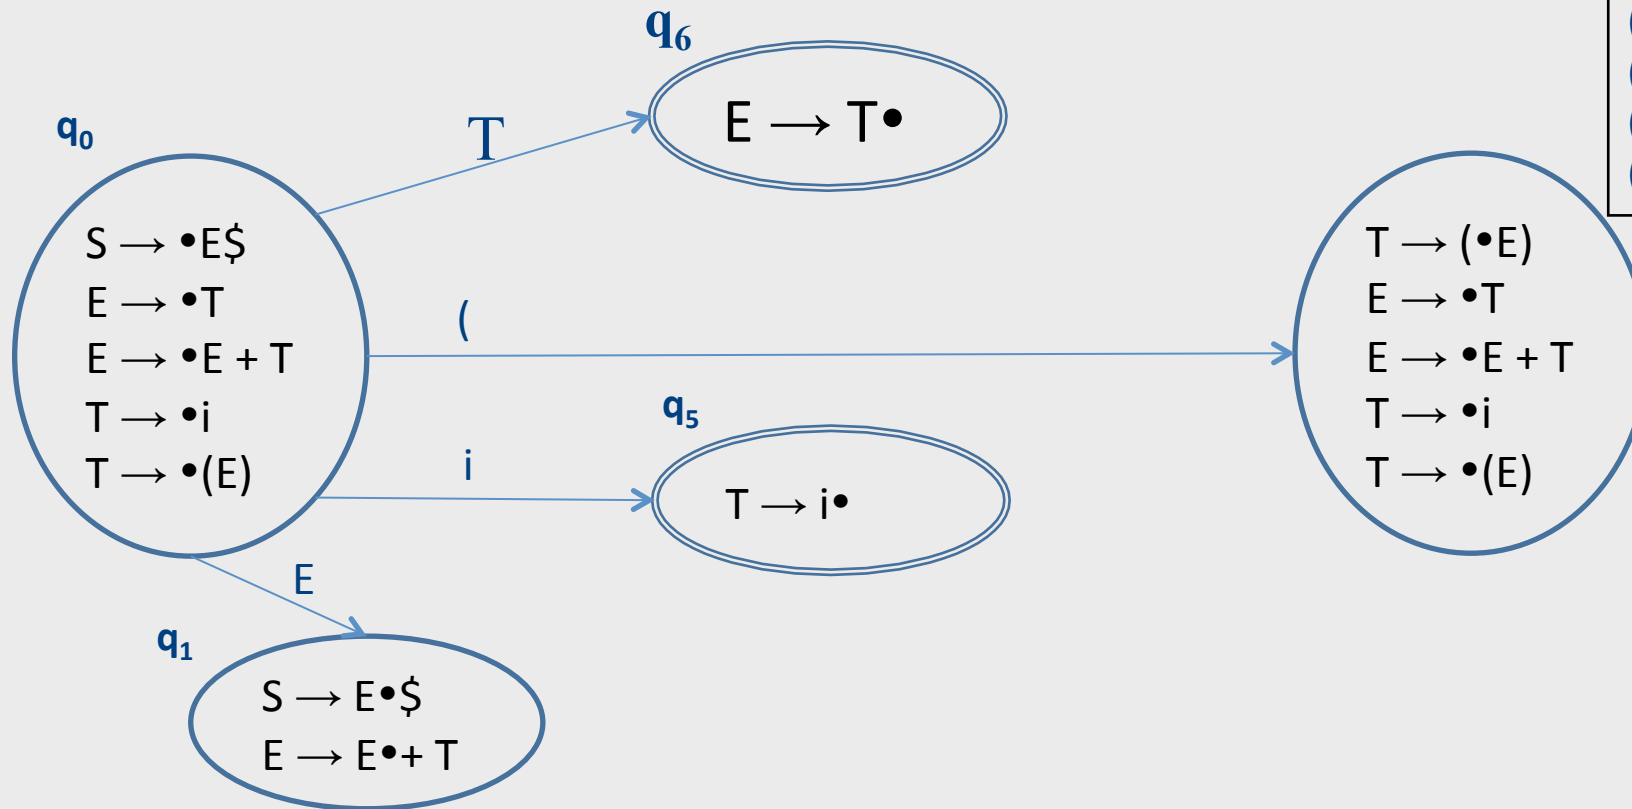 q6
E → T•
q0
T
S → •E$
E → •T
E → •E + T
T → •i
T → •(E)
(
T → (•E)
E → •T
E → •E + T
T → •i
T → •(E)
q5
i
T → i•
E
q1
S → E•$
E → E•+ T
(
(
(
(